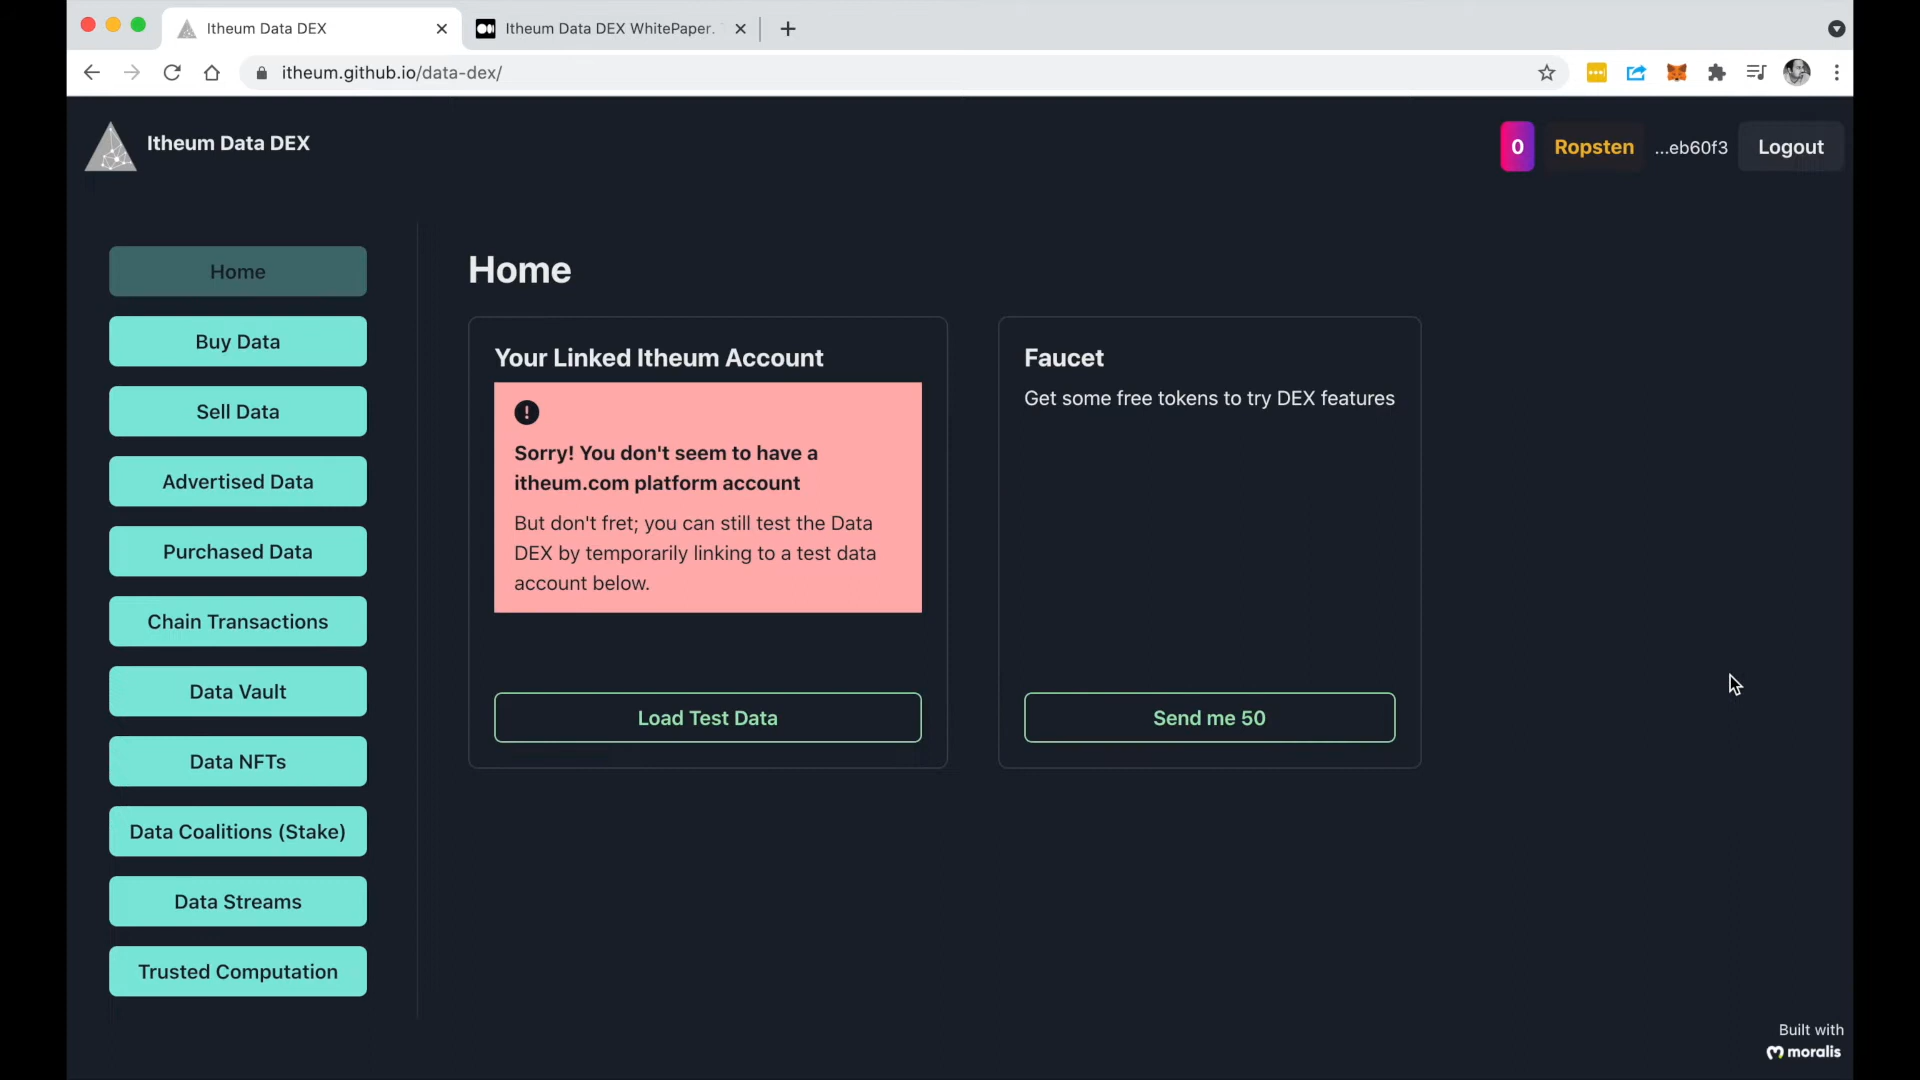 Itheum Data DEX
Itheum Data DEX WhitePaper.
itheum.github.io/data-dex/
Itheum Data DEX
0
Ropsten
...eb60f3
Logout
Home
Buy Data
Sell Data
Advertised Data
Purchased Data
Chain Transactions
Data Vault
Data NFTs
Data Coalitions (Stake)
Data Streams
Trusted Computation
Home
Your Linked Itheum Account
Sorry! You don't seem to have a
itheum.com platform account
But don't fret; you can still test the Data
DEX by temporarily linking to a test data
account below.
Load Test Data
Faucet
Get some free tokens to try DEX features
Send me 50
Built with
moralis